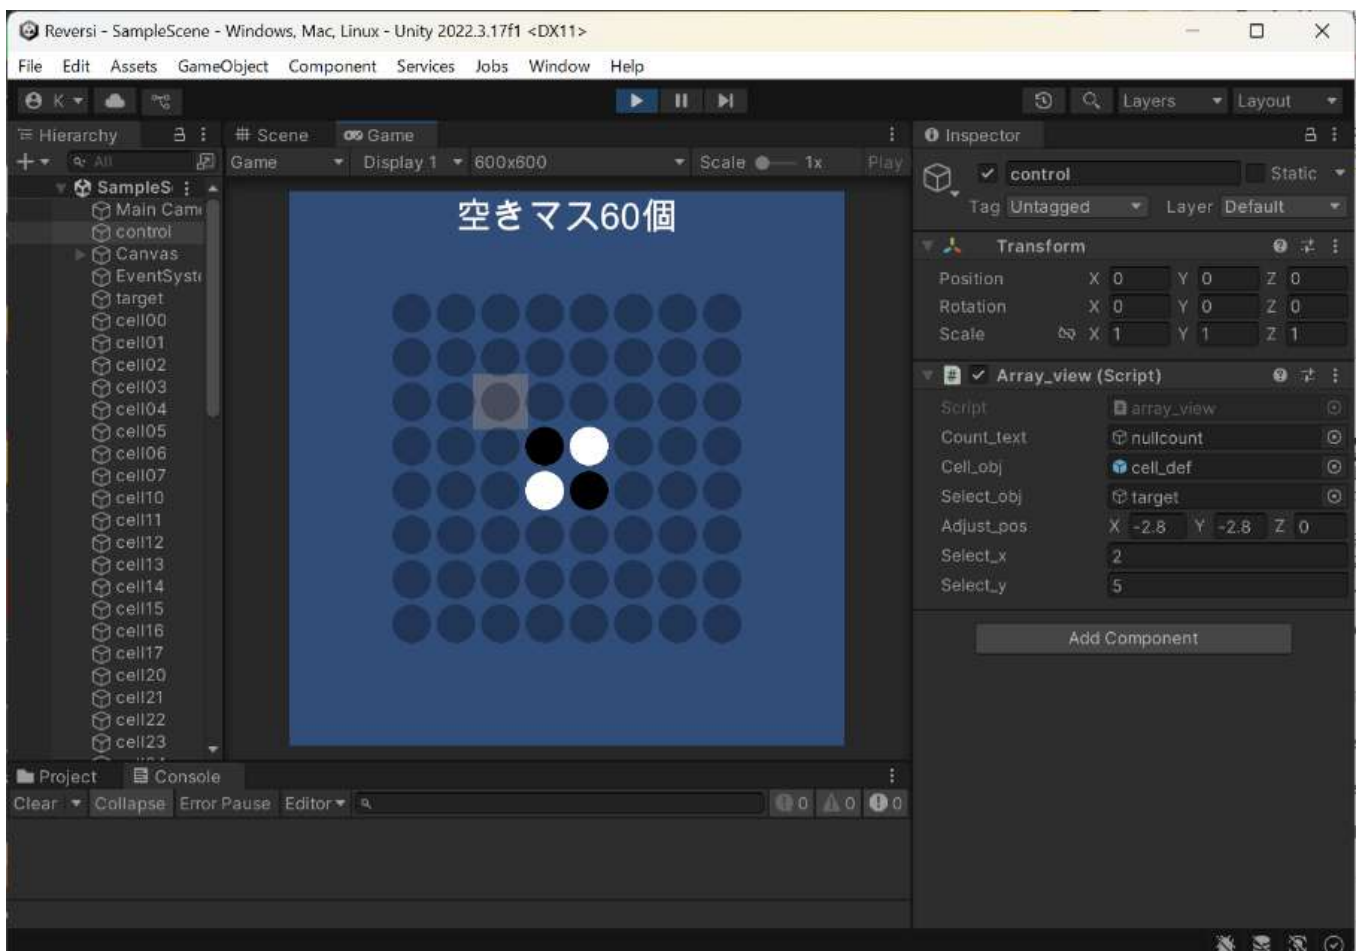 Reversi - SampleScene - Windows, Mac, Linux - Unity 2022.3.17f1 <DX11>
File Edit Assets GameObject Component Services Jobs Window Help
K Layers Layout
Hierarchy # Scene Game Inspector
All Game Display 1 600x600 Scale 1x Play
control Static
Tag Untagged Layer Default
SampleS
Main Cam
control
Canvas
EventSyst
target
cell00
cell01
cell02
cell03
cell04
cell05
cell06
cell07
cell10
cell11
cell12
cell13
cell14
cell15
cell16
cell17
cell20
cell21
cell22
cell23
空きマス60個
Transform
Position X 0 Y 0 Z 0
Rotation X 0 Y 0 Z 0
Scale X 1 Y 1 Z 1
# Array_view (Script)
Script array_view
Count_text nullcount
Cell_obj cell_def
Select_obj target
Adjust_pos X -2.8 Y -2.8 Z 0
Select_x 2
Select_y 5
Add Component
Project Console
Clear Collapse Error Pause Editor 0 0 0